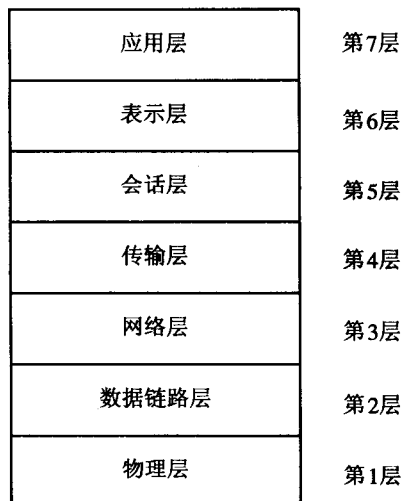 应用层 第7层
表示层 第6层
会话层 第5层
传输层 第4层
网络层 第3层
数据链路层 第2层
物理层 第1层